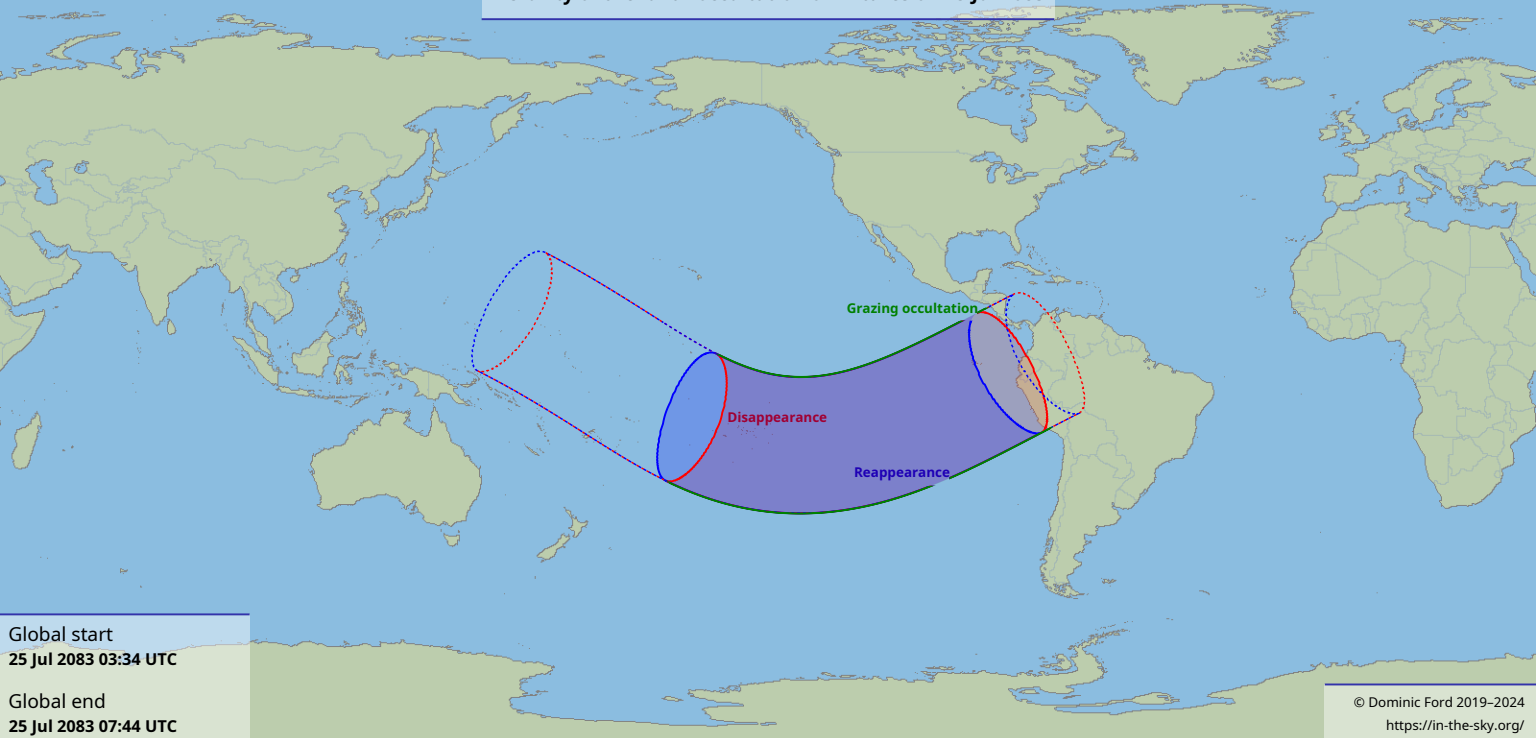 Grazing occultation
Disappearance
Reappearance
Global start
25 Jul 2083 03:34 UTC
Global end
25 Jul 2083 07:44 UTC
© Dominic Ford 2019–2024
https://in-the-sky.org/